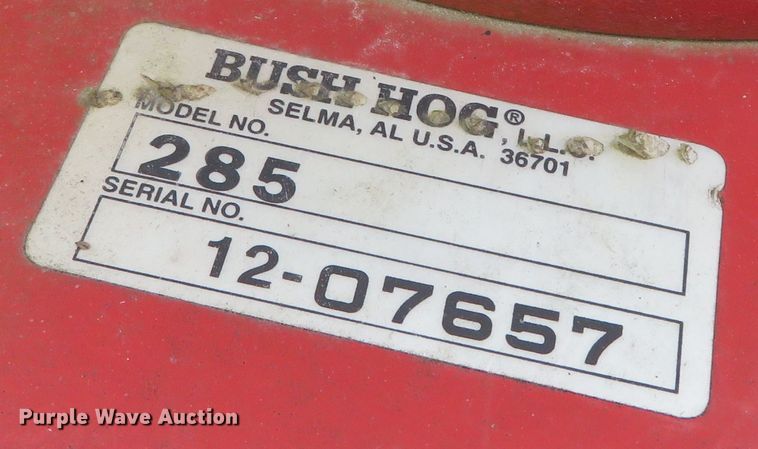 BUSH HOG®, L.L.C.
SELMA, AL U.S.A. 36701
MODEL NO.
285
SERIAL NO.
12-07657
Purple Wave Auction